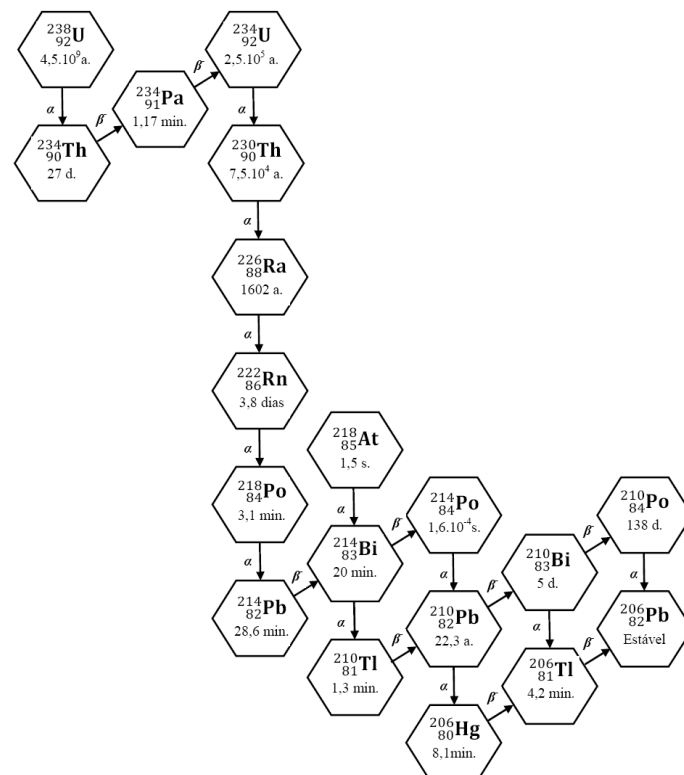 238 92 U
4,5.10⁹a.
α
234 90 Th
27 d.
β⁻
234 91 Pa
1,17 min.
β⁻
234 92 U
2,5.10⁵ a.
α
230 90 Th
7,5.10⁴ a.
α
226 88 Ra
1602 a.
α
222 86 Rn
3,8 dias
α
218 84 Po
3,1 min.
α
214 82 Pb
28,6 min.
β⁻
218 85 At
1,5 s.
α
214 83 Bi
20 min.
α
β⁻
210 81 Tl
1,3 min.
β⁻
214 84 Po
1,6.10⁻⁴s.
α
210 82 Pb
22,3 a.
α
β⁻
206 80 Hg
8,1min.
β⁻
210 83 Bi
5 d.
α
β⁻
206 81 Tl
4,2 min.
β⁻
210 84 Po
138 d.
α
206 82 Pb
Estável